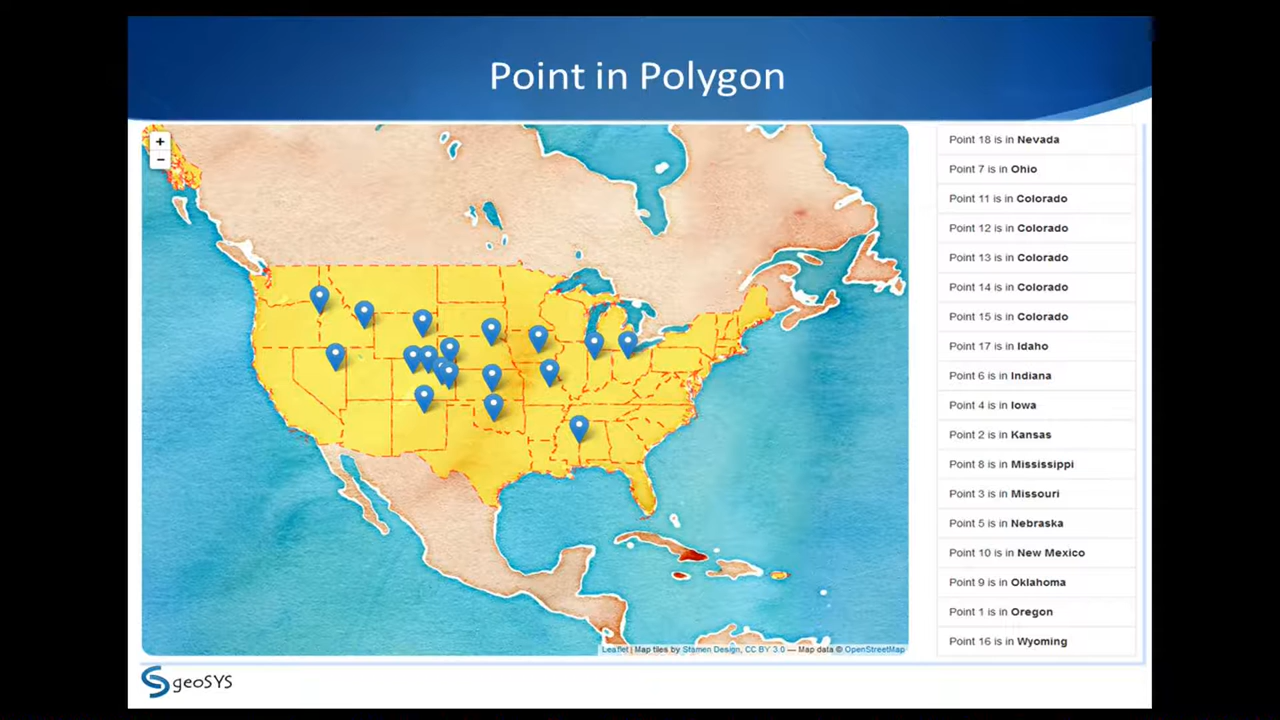 Point in Polygon
+
−
Point 18 is in Nevada
Point 7 is in Ohio
Point 11 is in Colorado
Point 12 is in Colorado
Point 13 is in Colorado
Point 14 is in Colorado
Point 15 is in Colorado
Point 17 is in Idaho
Point 6 is in Indiana
Point 4 is in Iowa
Point 2 is in Kansas
Point 8 is in Mississippi
Point 3 is in Missouri
Point 5 is in Nebraska
Point 10 is in New Mexico
Point 9 is in Oklahoma
Point 1 is in Oregon
Point 16 is in Wyoming
Leaflet | Map tiles by Stamen Design, CC BY 3.0 — Map data © OpenStreetMap
geoSYS